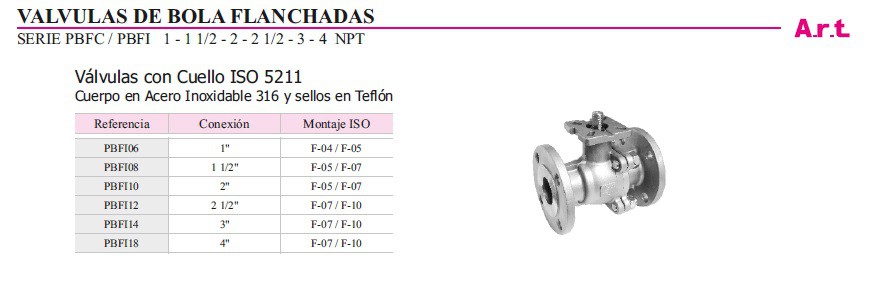 VALVULAS DE BOLA FLANCHADAS
SERIE PBFC / PBFI 1 - 1 1/2 - 2 - 2 1/2 - 3 - 4 NPT
A.r.t.
Válvulas con Cuello ISO 5211
Cuerpo en Acero Inoxidable 316 y sellos en Teflón
Referencia Conexión Montaje ISO
PBFI06 1" F-04 / F-05
PBFI08 1 1/2" F-05 / F-07
PBFI10 2" F-05 / F-07
PBFI12 2 1/2" F-07 / F-10
PBFI14 3" F-07 / F-10
PBFI18 4" F-07 / F-10